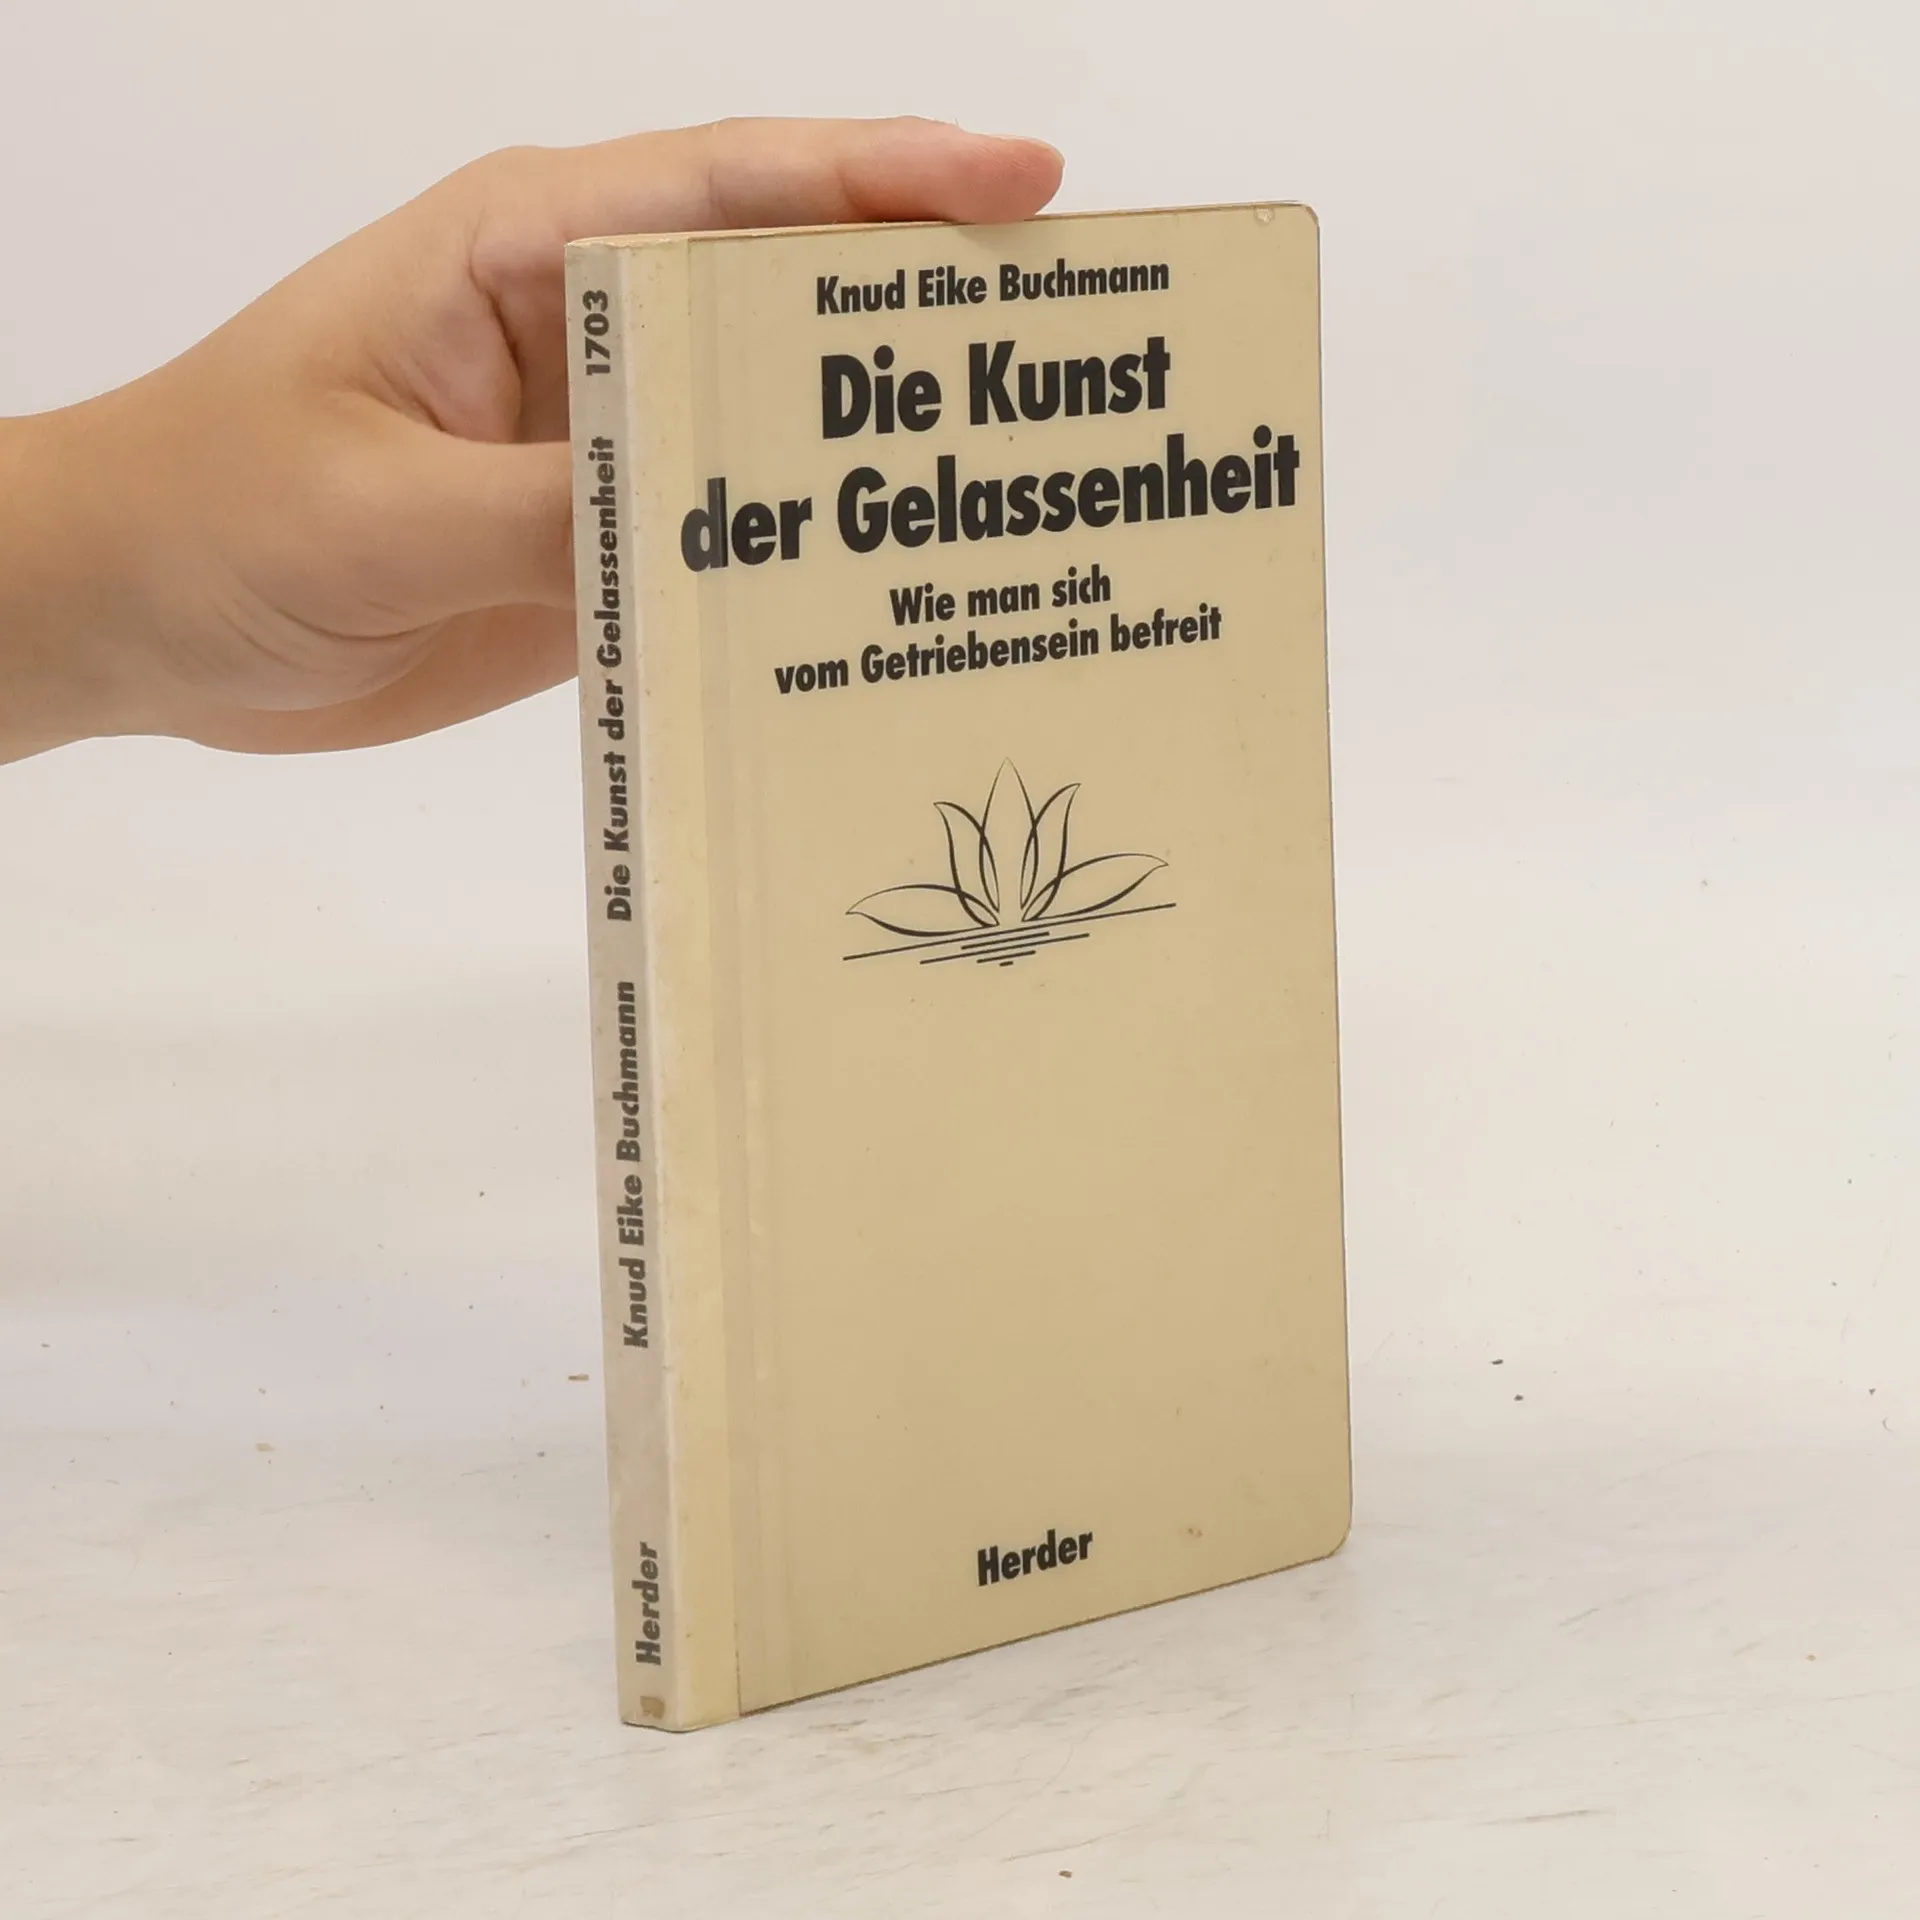 Knud Eike Buchmann
Die Kunst
der Gelassenheit
Wie man sich
vom Getriebensein befreit
Herder
Herder Knud Eike Buchmann Die Kunst der Gelassenheit 1703